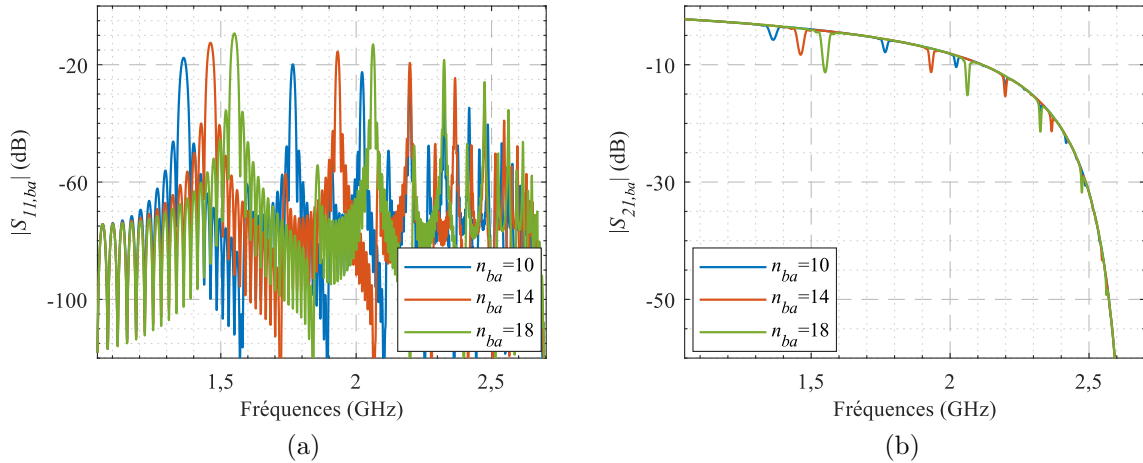 -20
-60
-100
|S11,ba| (dB)
1,5
2
2,5
Fréquences (GHz)
nba=10
nba=14
nba=18
(a)
-10
-30
-50
|S21,ba| (dB)
1,5
2
2,5
Fréquences (GHz)
nba=10
nba=14
nba=18
(b)